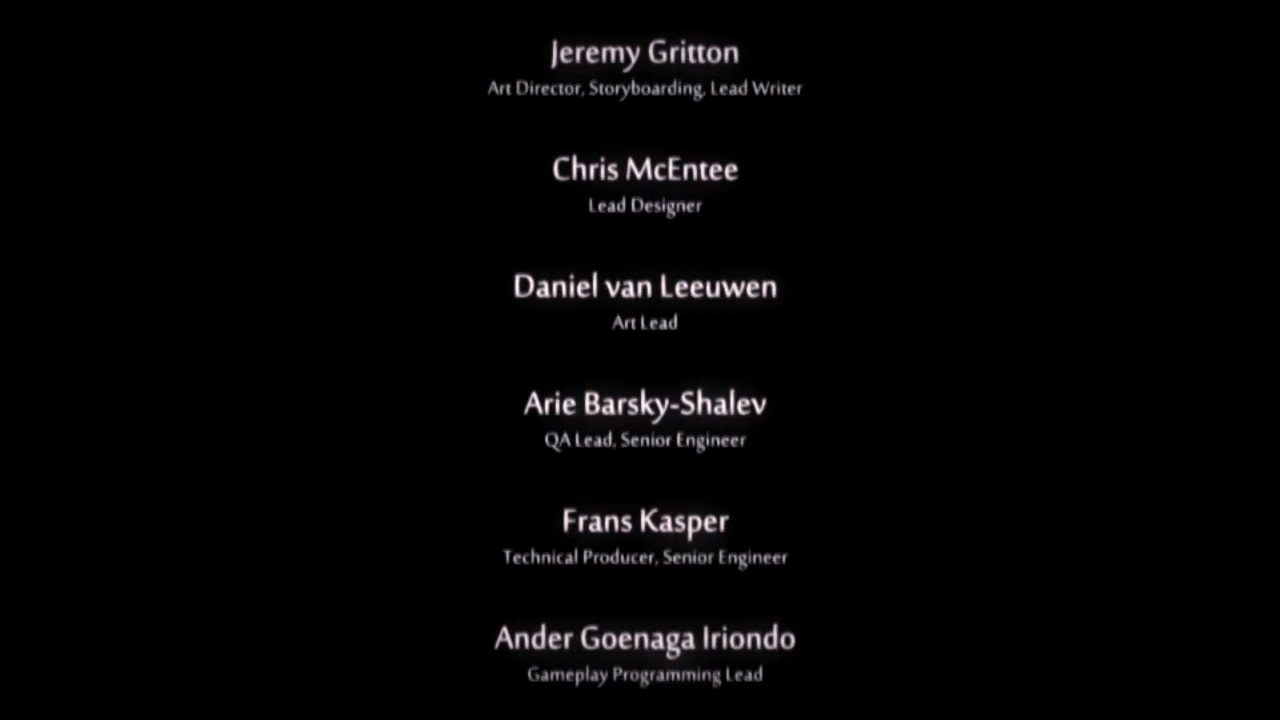 Jeremy Gritton
Art Director, Storyboarding, Lead Writer
Chris McEntee
Lead Designer
Daniel van Leeuwen
Art Lead
Arie Barsky-Shalev
QA Lead, Senior Engineer
Frans Kasper
Technical Producer, Senior Engineer
Ander Goenaga Iriondo
Gameplay Programming Lead